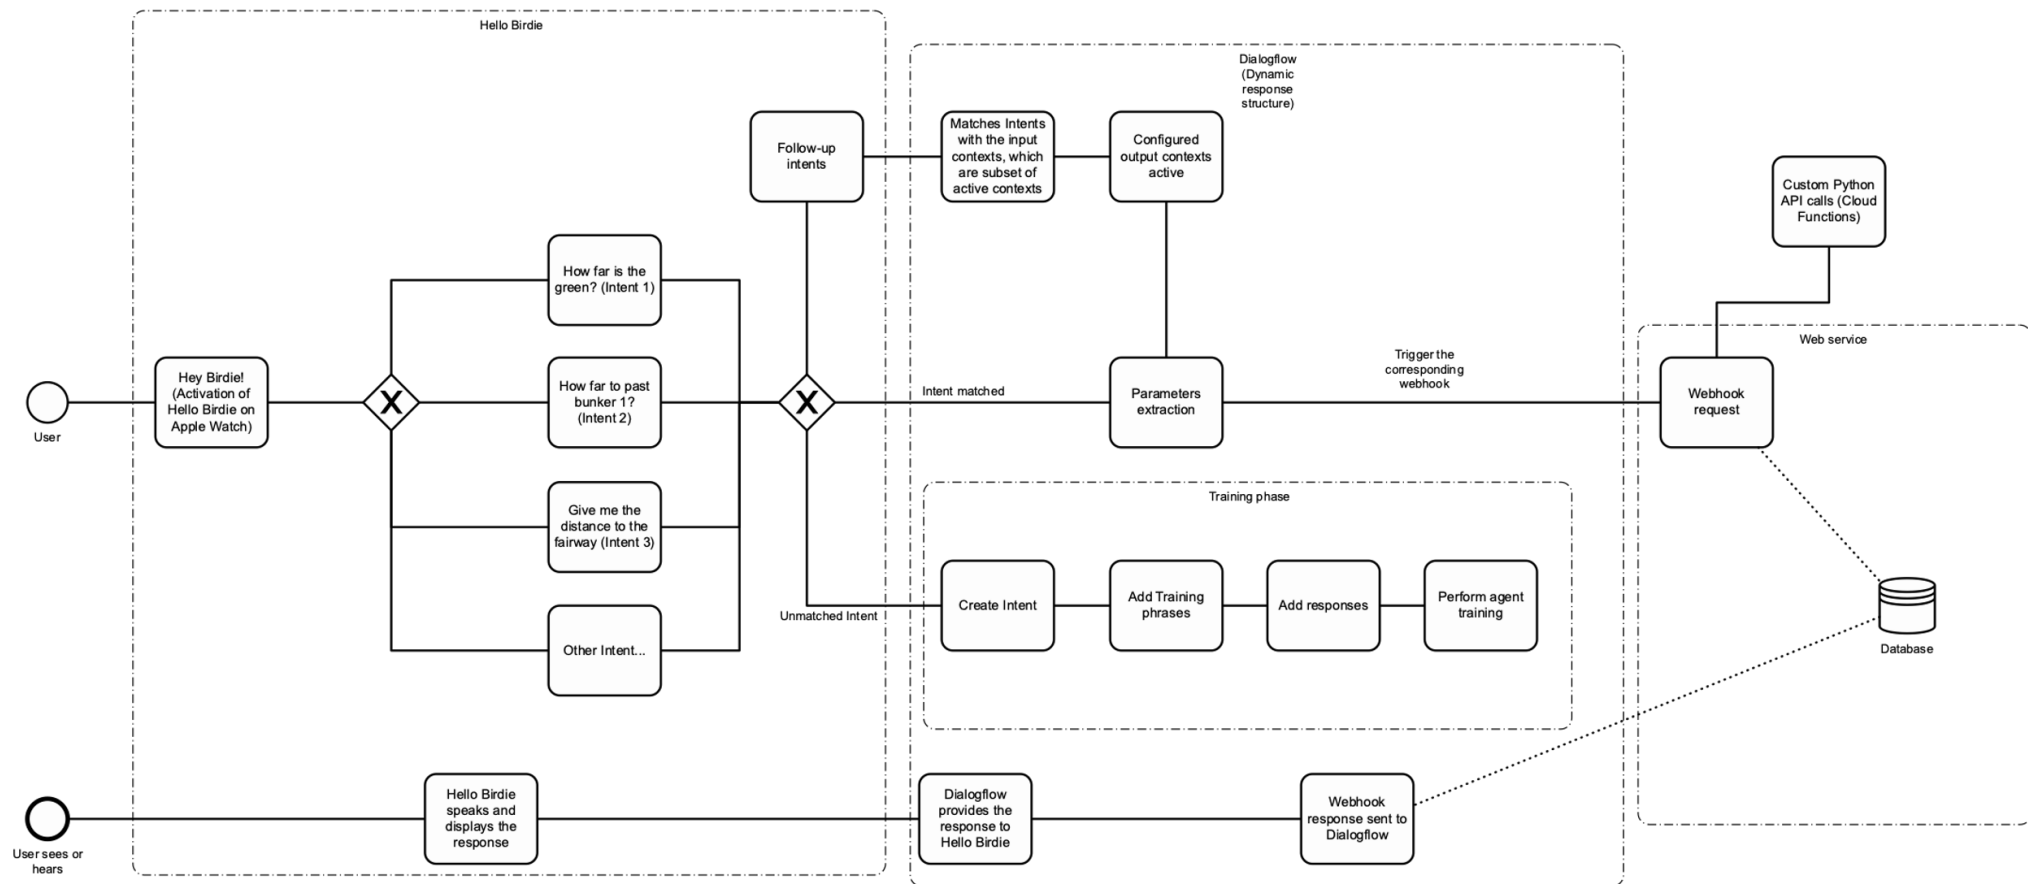 Hello Birdie
Dialogflow
(Dynamic
response
structure)
Follow-up
intents
Matches Intents
with the input
contexts, which
are subset of
active contexts
Configured
output contexts
active
Custom Python
API calls (Cloud
Functions)
How far is the
green? (Intent 1)
Web service
User
Hey Birdie!
(Activation of
Hello Birdie on
Apple Watch)
X
How far to past
bunker 1?
(Intent 2)
X
Intent matched
Parameters
extraction
Trigger the
corresponding
webhook
Webhook
request
Give me the
distance to the
fairway (Intent 3)
Training phase
Other Intent...
Unmatched Intent
Create Intent
Add Training
phrases
Add responses
Perform agent
training
Database
User sees or
hears
Hello Birdie
speaks and
displays the
response
Dialogflow
provides the
response to
Hello Birdie
Webhook
response sent to
Dialogflow